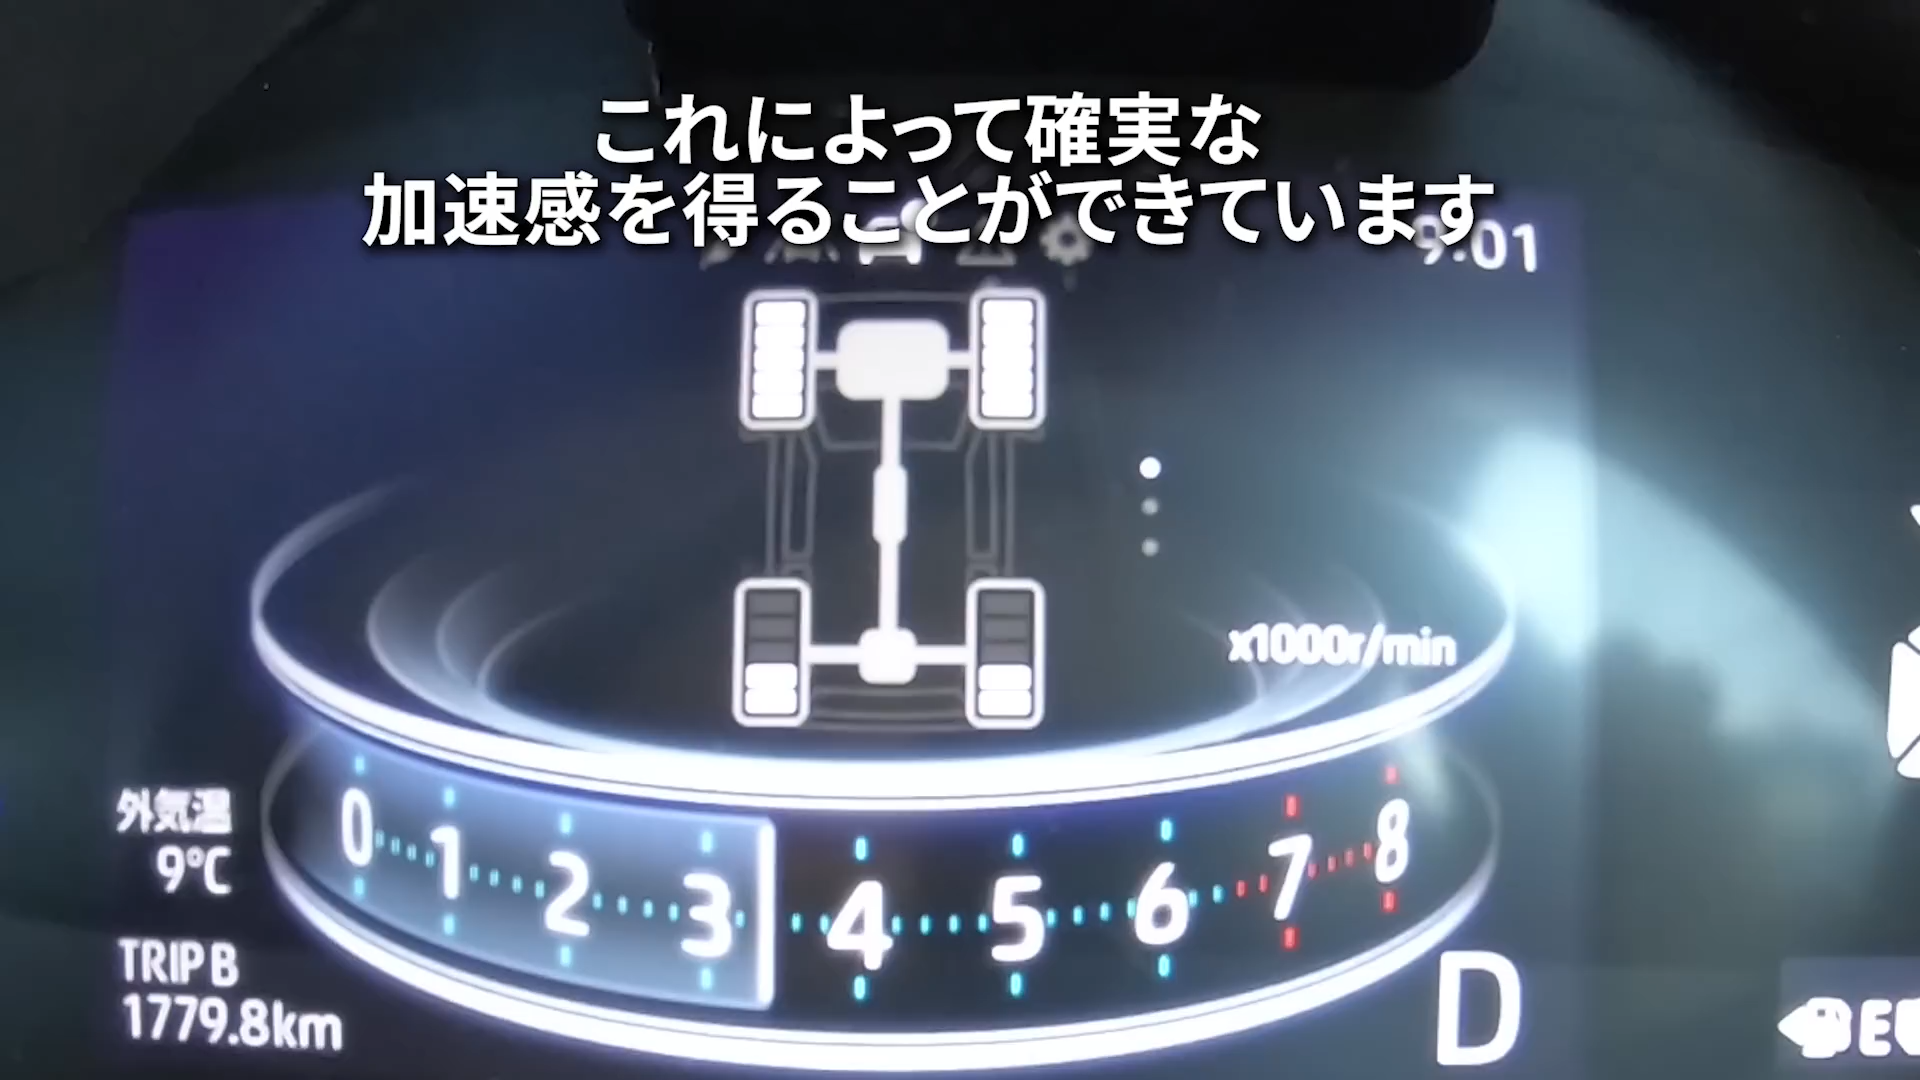 これによって確実な
加速感を得ることができています
9:01
x1000r/min
0 1 2 3 4 5 6 7 8
外気温
9°C
TRIP B
1779.8km
D
E